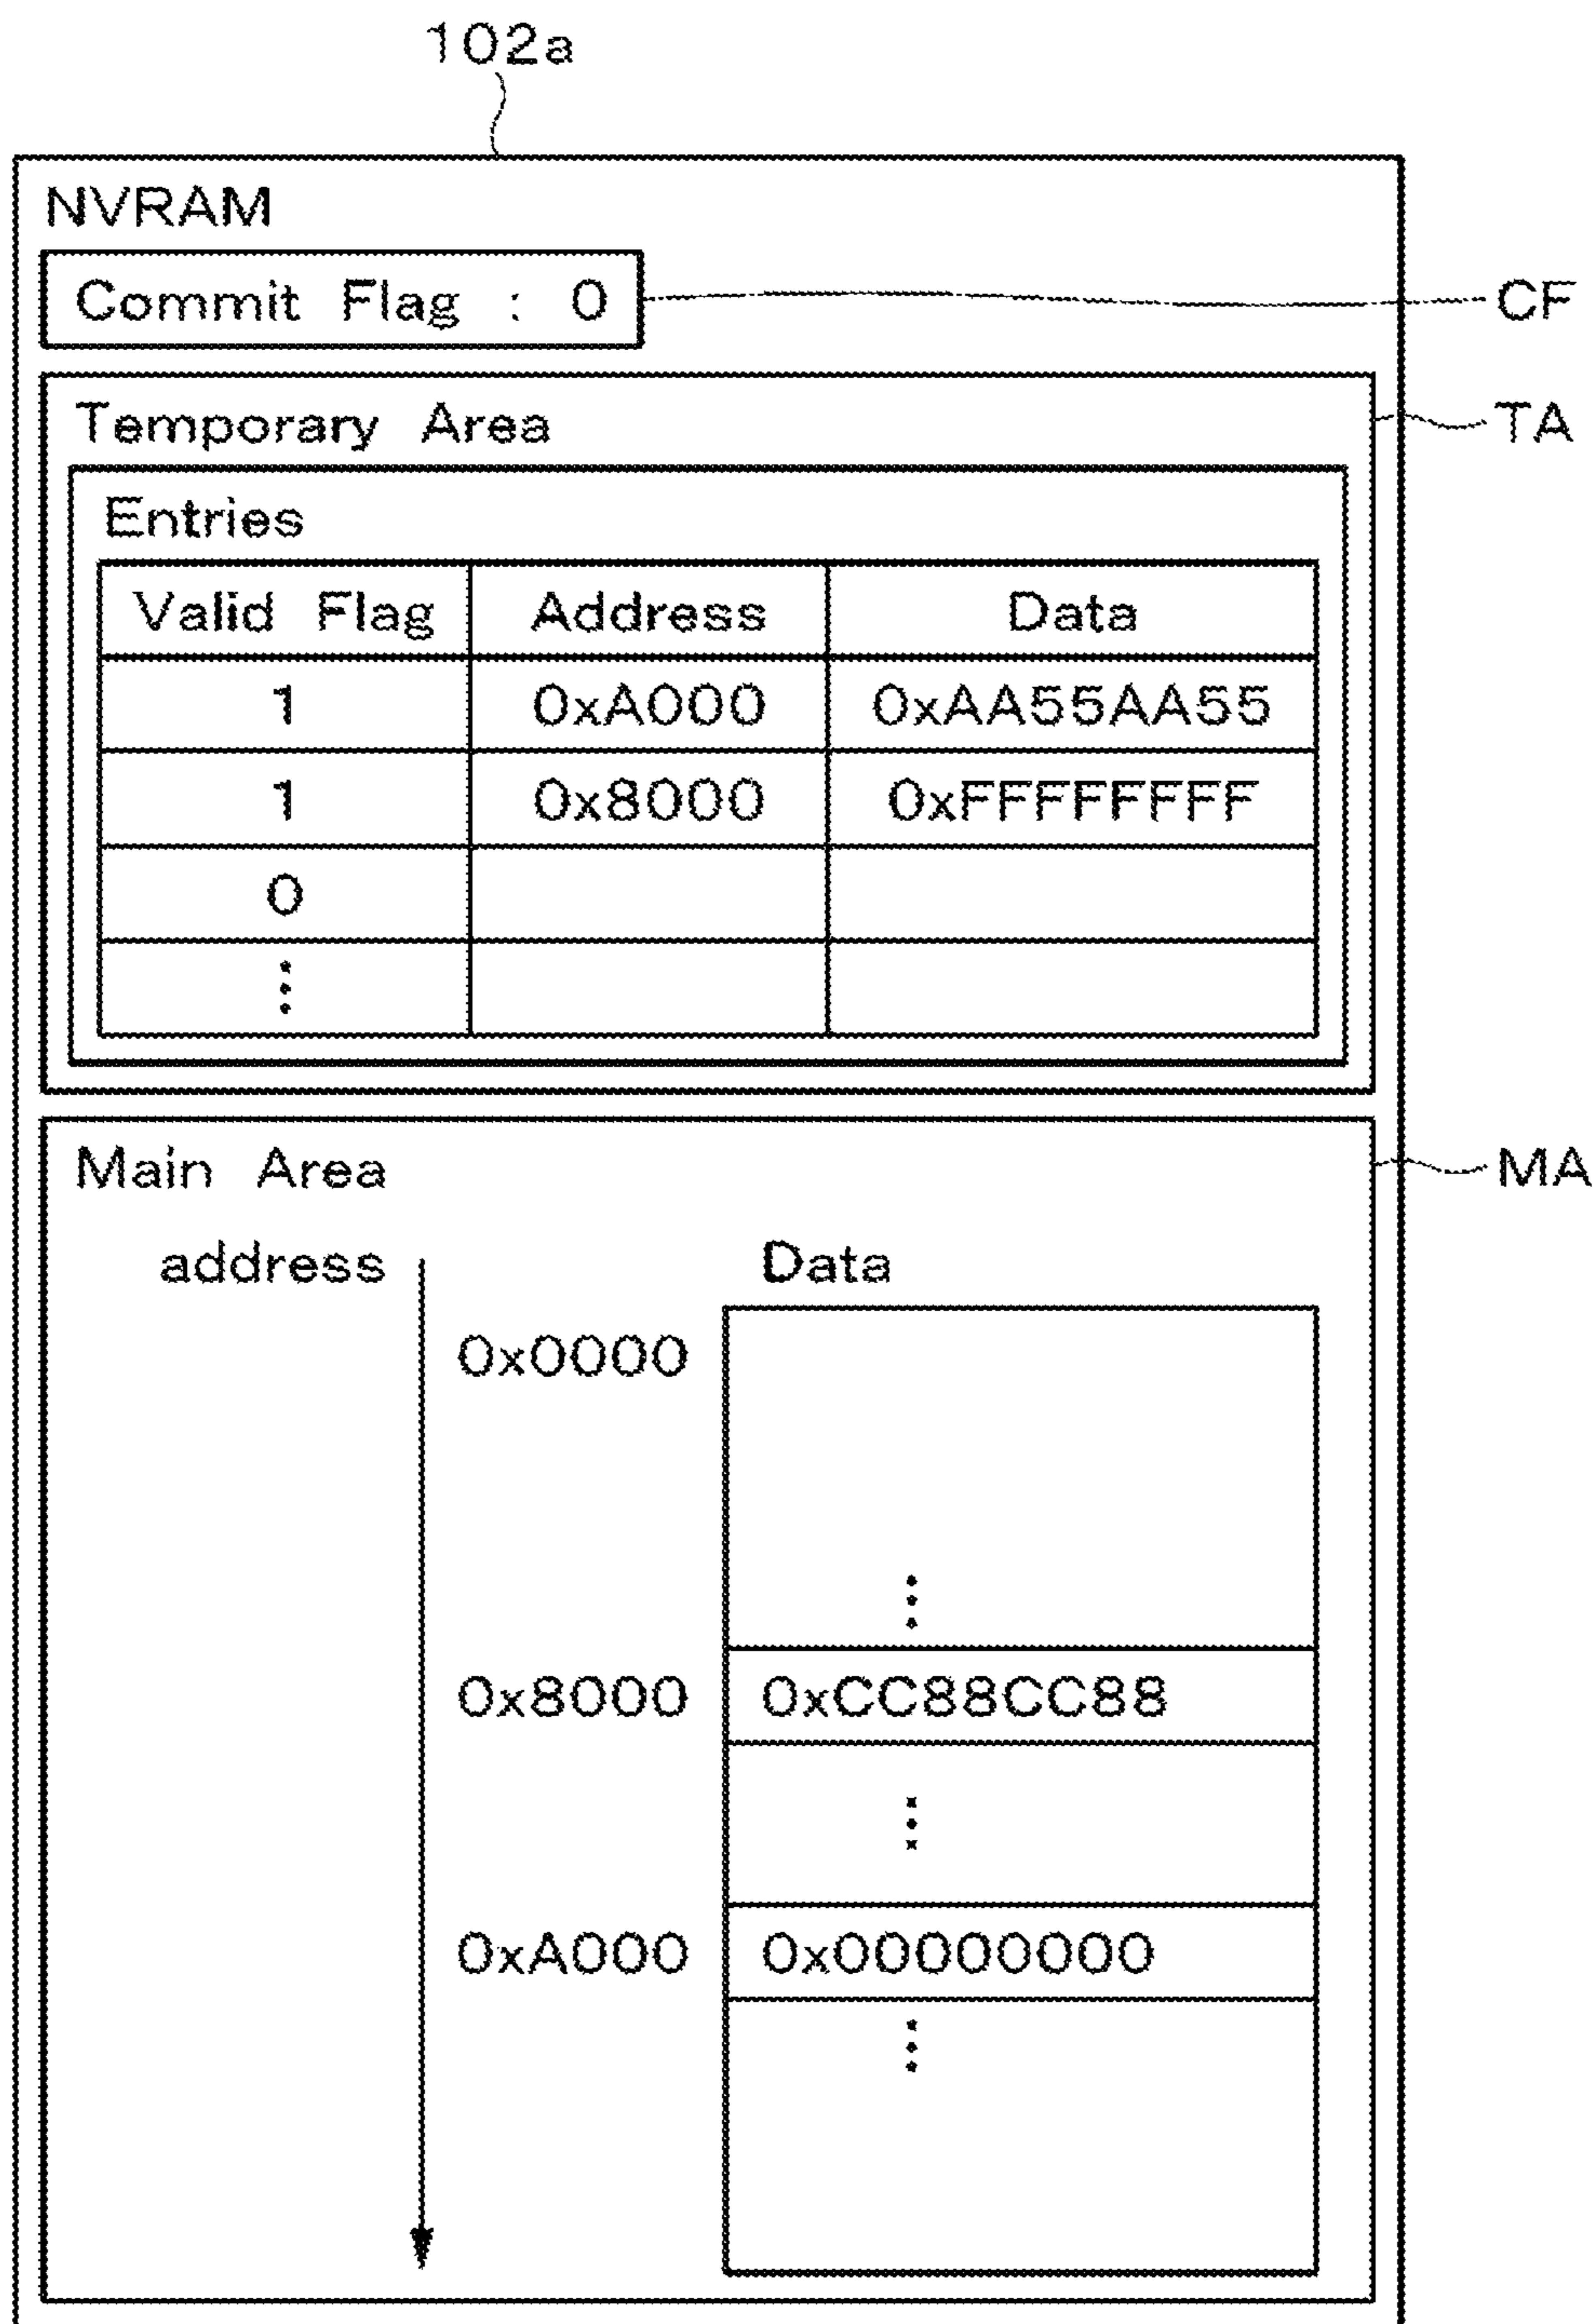 102a
NVRAM
Commit Flag : 0
CF
Temporary Area
TA
Entries
Valid Flag Address Data
1 0xA000 0xAA55AA55
1 0x8000 0xFFFFFFFF
0
⋮
Main Area
MA
address Data
0x0000
⋮
0x8000 0xCC88CC88
⋮
0xA000 0x00000000
⋮